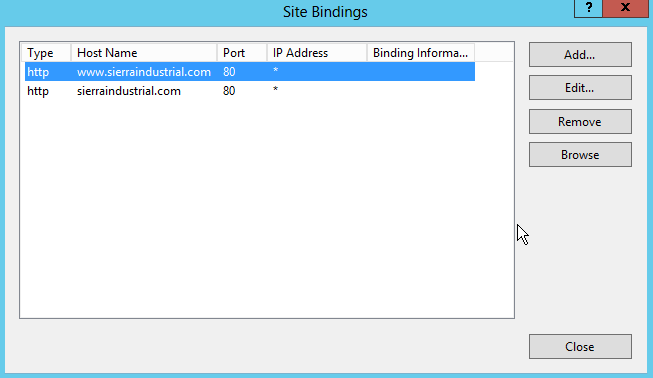 Site Bindings
? x
Type Host Name Port IP Address Binding Informa...
http www.sierraindustrial.com 80 *
http sierraindustrial.com 80 *
Add...
Edit...
Remove
Browse
Close